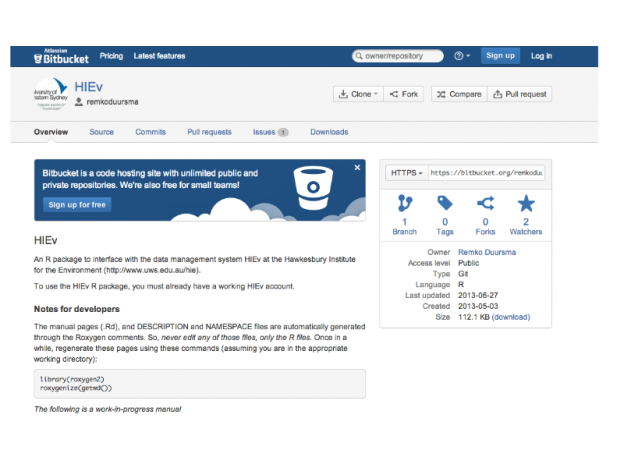 Atlassian
Bitbucket Pricing Latest features owner/repository Sign up Log in
HIEv
remkoduursma
Clone Fork Compare Pull request
Overview Source Commits Pull requests Issues 1 Downloads
Bitbucket is a code hosting site with unlimited public and
private repositories. We're also free for small teams!
Sign up for free
HTTPS https://bitbucket.org/remkoduu
1 0 0 2
Branch Tags Forks Watchers
Owner Remko Duursma
Access level Public
Type Git
Language R
Last updated 2013-06-27
Created 2013-05-03
Size 112.1 KB (download)
HIEv
An R package to interface with the data management system HIEv at the Hawkesbury Institute
for the Environment (http://www.uws.edu.au/hie).
To use the HIEv R package, you must already have a working HIEv account.
Notes for developers
The manual pages (.Rd), and DESCRIPTION and NAMESPACE files are automatically generated
through the Roxygen comments. So, never edit any of those files, only the R files. Once in a
while, regenerate these pages using these commands (assuming you are in the appropriate
working directory):
library(roxygen2)
roxygenize(getwd())
The following is a work-in-progress manual